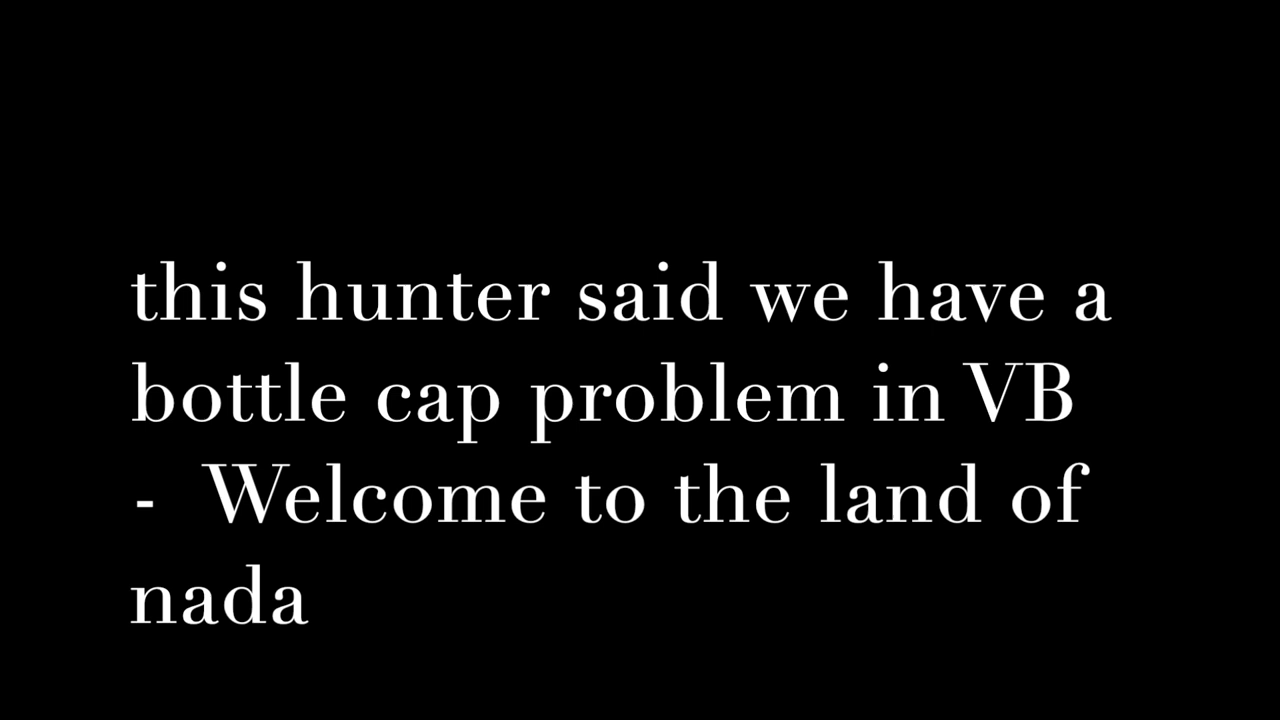 this hunter said we have a
bottle cap problem in VB
-  Welcome to the land of
nada